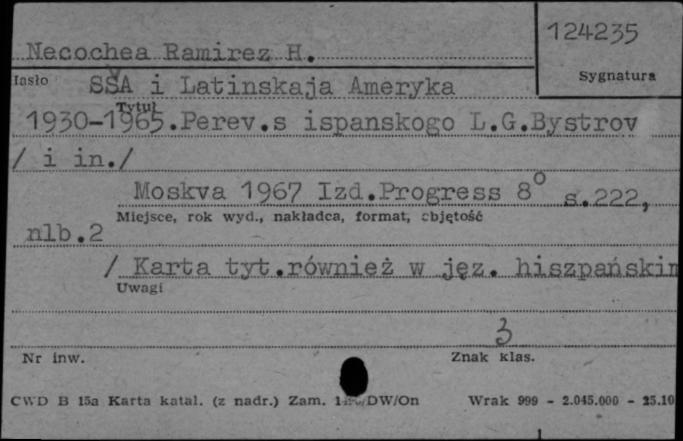 124235
Necochea Ramirez H.
Hasło
Sygnatura
SŠA i Latinskaja Ameryka
Tytuł
1930-1965.Perev.s ispanskogo L.G.Bystrov
/ i in./
Moskva 1967 Izd.Progress 8° s.222,
Miejsce, rok wyd., nakładca, format, objętość
nlb.2
/ Karta tyt.również w jęz. hiszpańskim
Uwagi
3
Nr inw.
Znak klas.
CWD B 15a Karta katal. (z nadr.) Zam. DW/On
Wrak 999 - 2.045.000 - 25.10